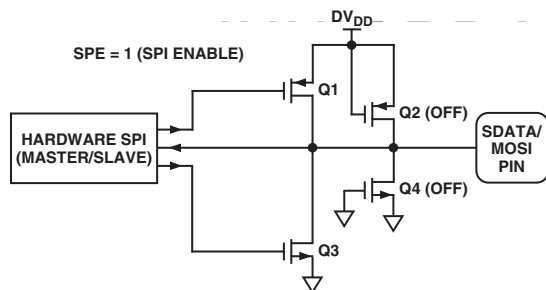 DVDD
SPE = 1 (SPI ENABLE)
Q1
Q2 (OFF)
HARDWARE SPI
(MASTER/SLAVE)
SDATA/
MOSI
PIN
Q4 (OFF)
Q3